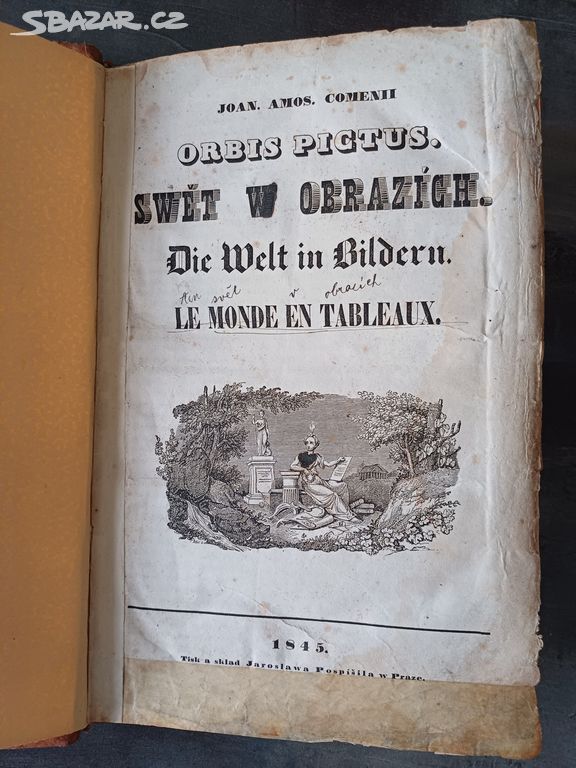 SBAZAR.CZ
JOAN. AMOS. COMENII
ORBIS PICTUS.
SWĚT W OBRAZÍCH.
Die Welt in Bildern.
ten svět v obracích
LE MONDE EN TABLEAUX.
1845.
Tisk a sklad Jaroslawa Pospíšila w Praze.